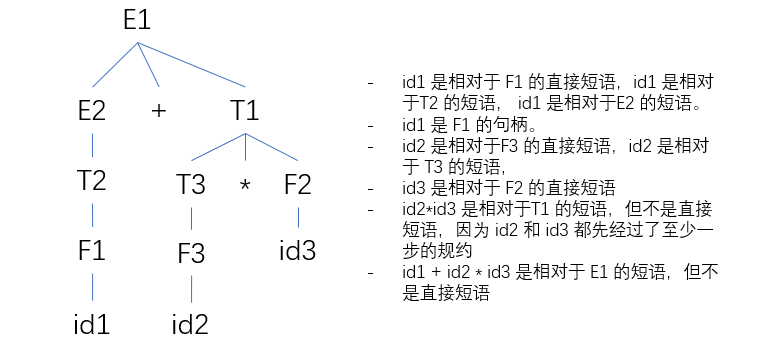 E1
E2 + T1
T2 T3 * F2
F1 F3 id3
id1 id2
- id1 是相对于 F1 的直接短语，id1 是相对
于T2 的短语， id1 是相对于E2 的短语。
- id1 是 F1 的句柄。
- id2 是相对于F3 的直接短语，id2 是相对
于 T3 的短语，
- id3 是相对于 F2 的直接短语
- id2*id3 是相对于T1 的短语，但不是直接
短语，因为 id2 和 id3 都先经过了至少一
步的规约
- id1 + id2 * id3 是相对于 E1 的短语，但不
是直接短语